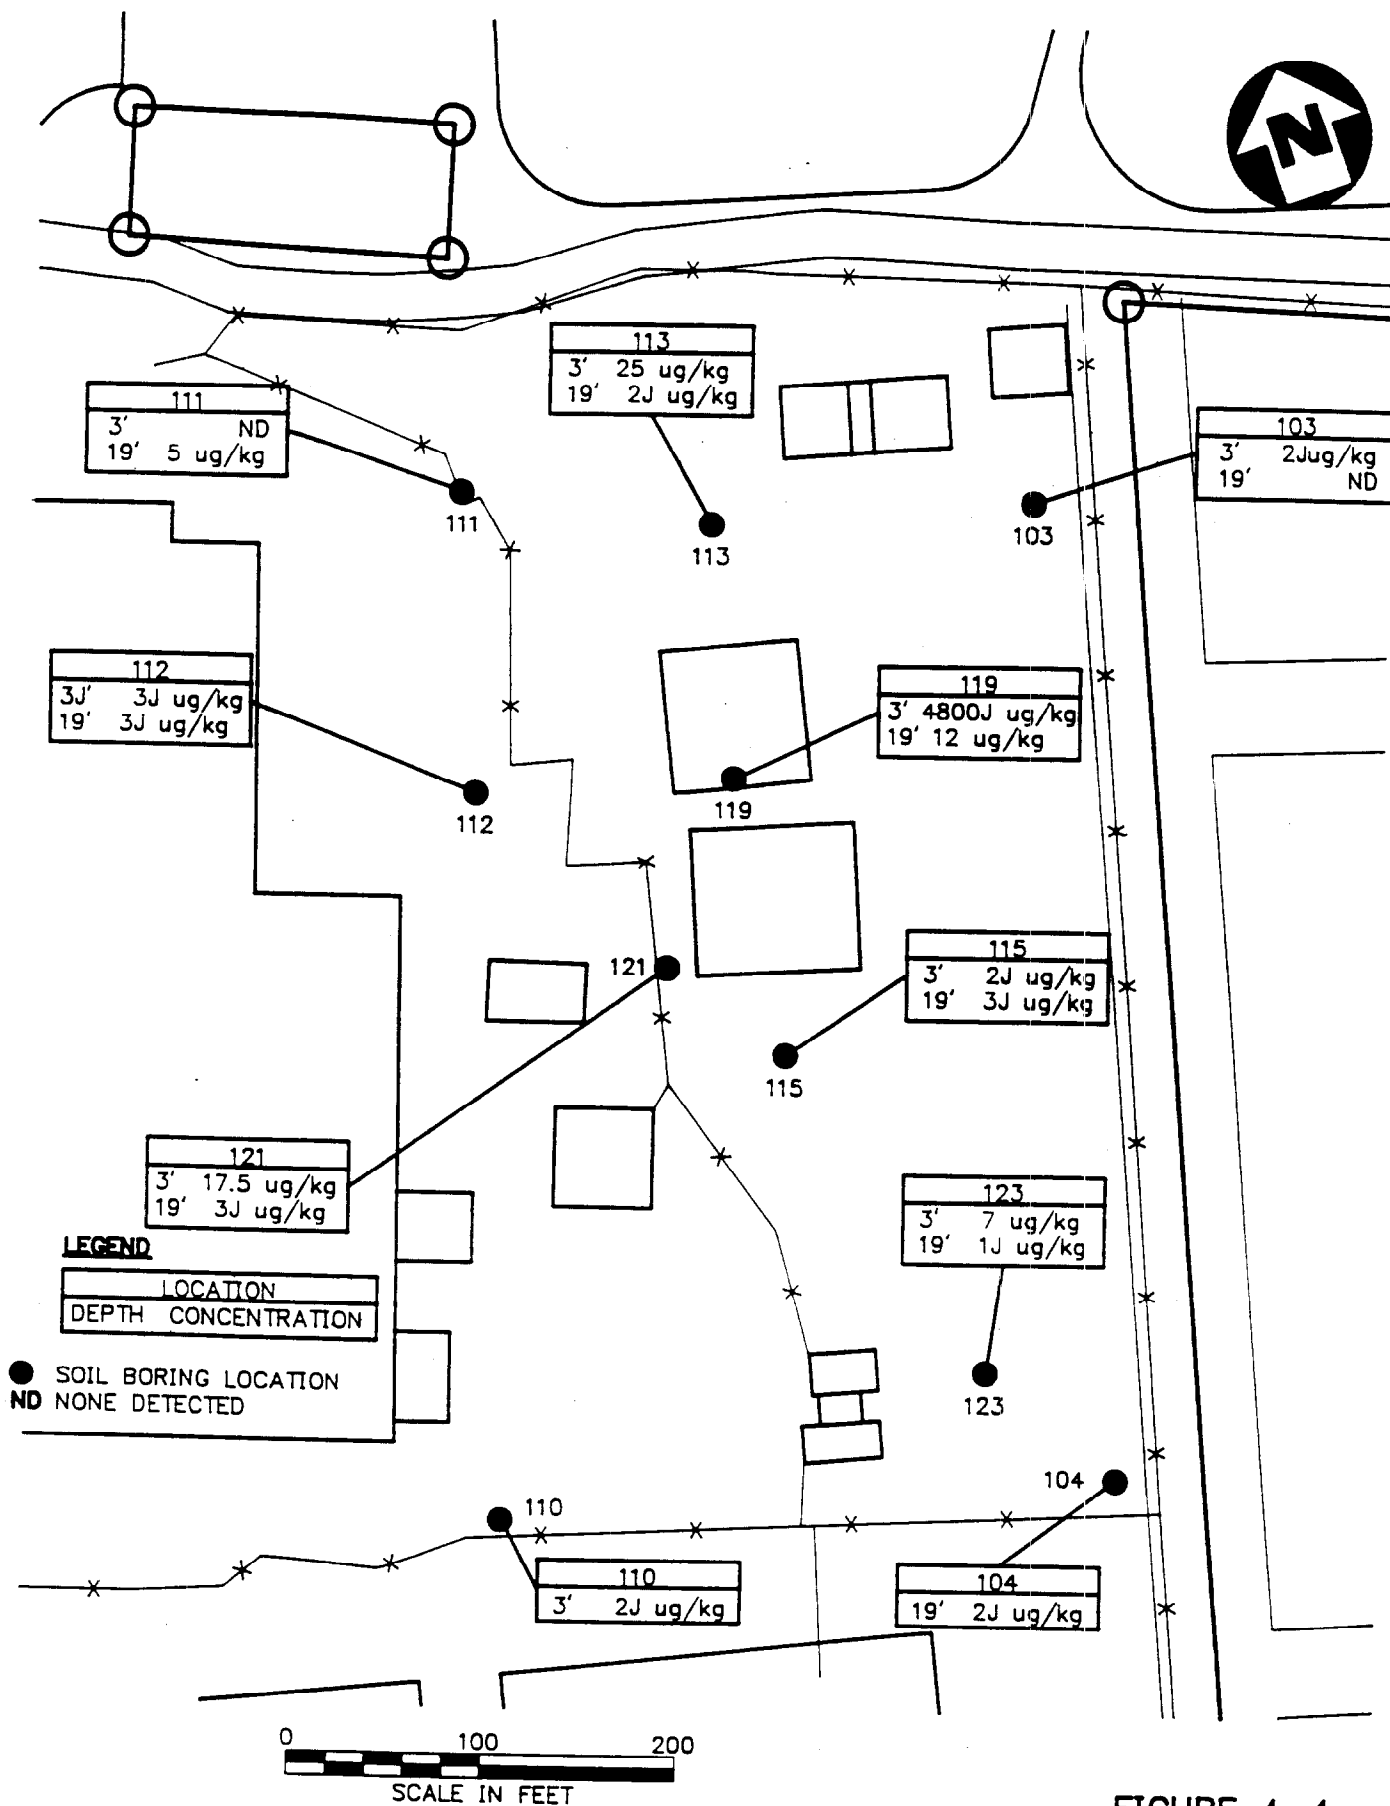 N
113
3' 25 ug/kg
19' 2J ug/kg
111
3' ND
19' 5 ug/kg
103
3' 2Jug/kg
19' ND
111
113
103
112
3J' 3J ug/kg
19' 3J ug/kg
119
3' 4800J ug/kg
19' 12 ug/kg
112
119
115
3' 2J ug/kg
19' 3J ug/kg
121
115
121
3' 17.5 ug/kg
19' 3J ug/kg
123
3' 7 ug/kg
19' 1J ug/kg
LEGEND
LOCATION
DEPTH CONCENTRATION
SOIL BORING LOCATION
ND NONE DETECTED
123
104
110
110
3' 2J ug/kg
104
19' 2J ug/kg
0 100 200
SCALE IN FEET
FIGURE